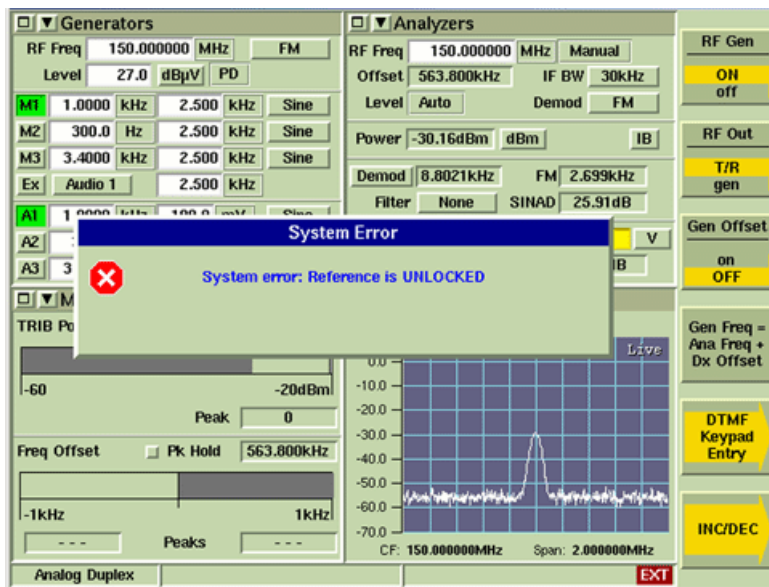 Generators
RF Freq 150.000000 MHz FM
Level 27.0 dBµV PD
M1 1.0000 kHz 2.500 kHz Sine
M2 300.0 Hz 2.500 kHz Sine
M3 3.4000 kHz 2.500 kHz Sine
Ex Audio 1 2.500 kHz
A1
A2
A3 3
Analyzers
RF Freq 150.000000 MHz Manual
Offset 563.800kHz IF BW 30kHz
Level Auto Demod FM
Power -30.16dBm dBm IB
Demod 8.8021kHz FM 2.699kHz
Filter None SINAD 25.91dB
V
IB
System Error
System error: Reference is UNLOCKED
M
TRIB Po
-60 -20dBm
Peak 0
Freq Offset Pk Hold 563.800kHz
-1kHz 1kHz
- - - Peaks - - -
Live
0.0
-10.0
-20.0
-30.0
-40.0
-50.0
-60.0
-70.0
CF: 150.000000MHz Span: 2.000000MHz
Analog Duplex EXT
RF Gen
ON
off
RF Out
T/R
gen
Gen Offset
on
OFF
Gen Freq =
Ana Freq +
Dx Offset
DTMF
Keypad
Entry
INC/DEC